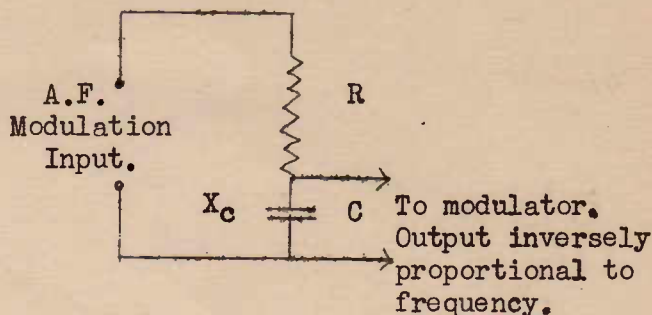 A.F.
Modulation
Input.
R
X_c
C
To modulator.
Output inversely
proportional to
frequency.